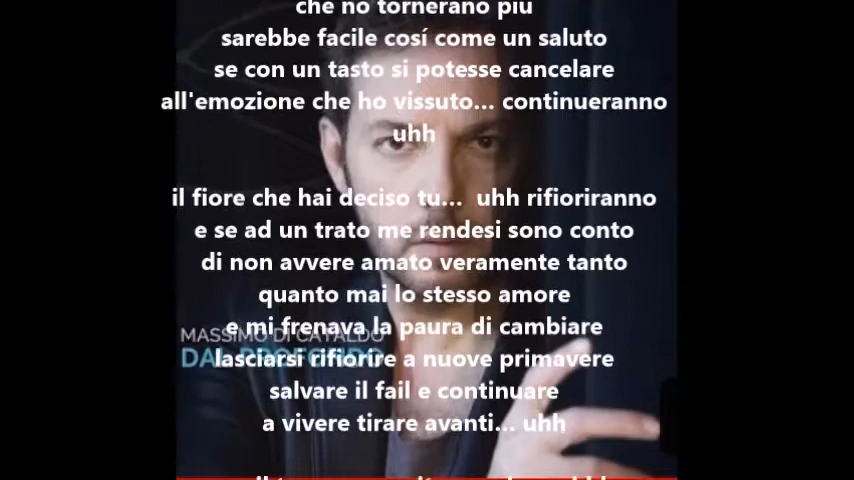 che no tornerano piu
sarebbe facile cosí come un saluto
se con un tasto si potesse cancelare
all'emozione che ho vissuto... continueranno
uhh
il fiore che hai deciso tu... uhh rifioriranno
e se ad un trato me rendesi sono conto
di non avvere amato veramente tanto
quanto mai lo stesso amore
e mi frenava la paura di cambiare
MASSIMO DI CATALDO
lasciarsi rifiorire a nuove primavere
salvare il fail e continuare
a vivere tirare avanti... uhh